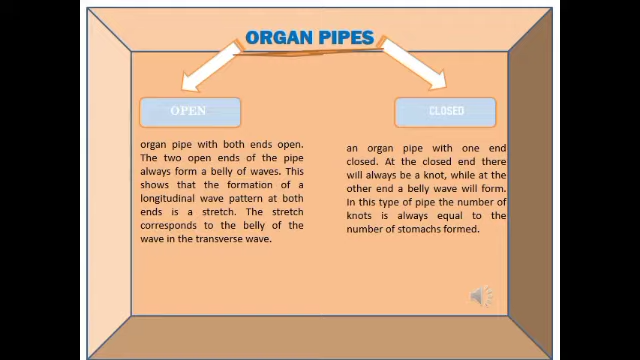 ORGAN PIPES
OPEN
organ pipe with both ends open.
The two open ends of the pipe
always form a belly of waves. This
shows that the formation of a
longitudinal wave pattern at both
ends is a stretch. The stretch
corresponds to the belly of the
wave in the transverse wave.
CLOSED
an organ pipe with one end
closed. At the closed end there
will always be a knot, while at the
other end a belly wave will form.
In this type of pipe the number of
knots is always equal to the
number of stomachs formed.